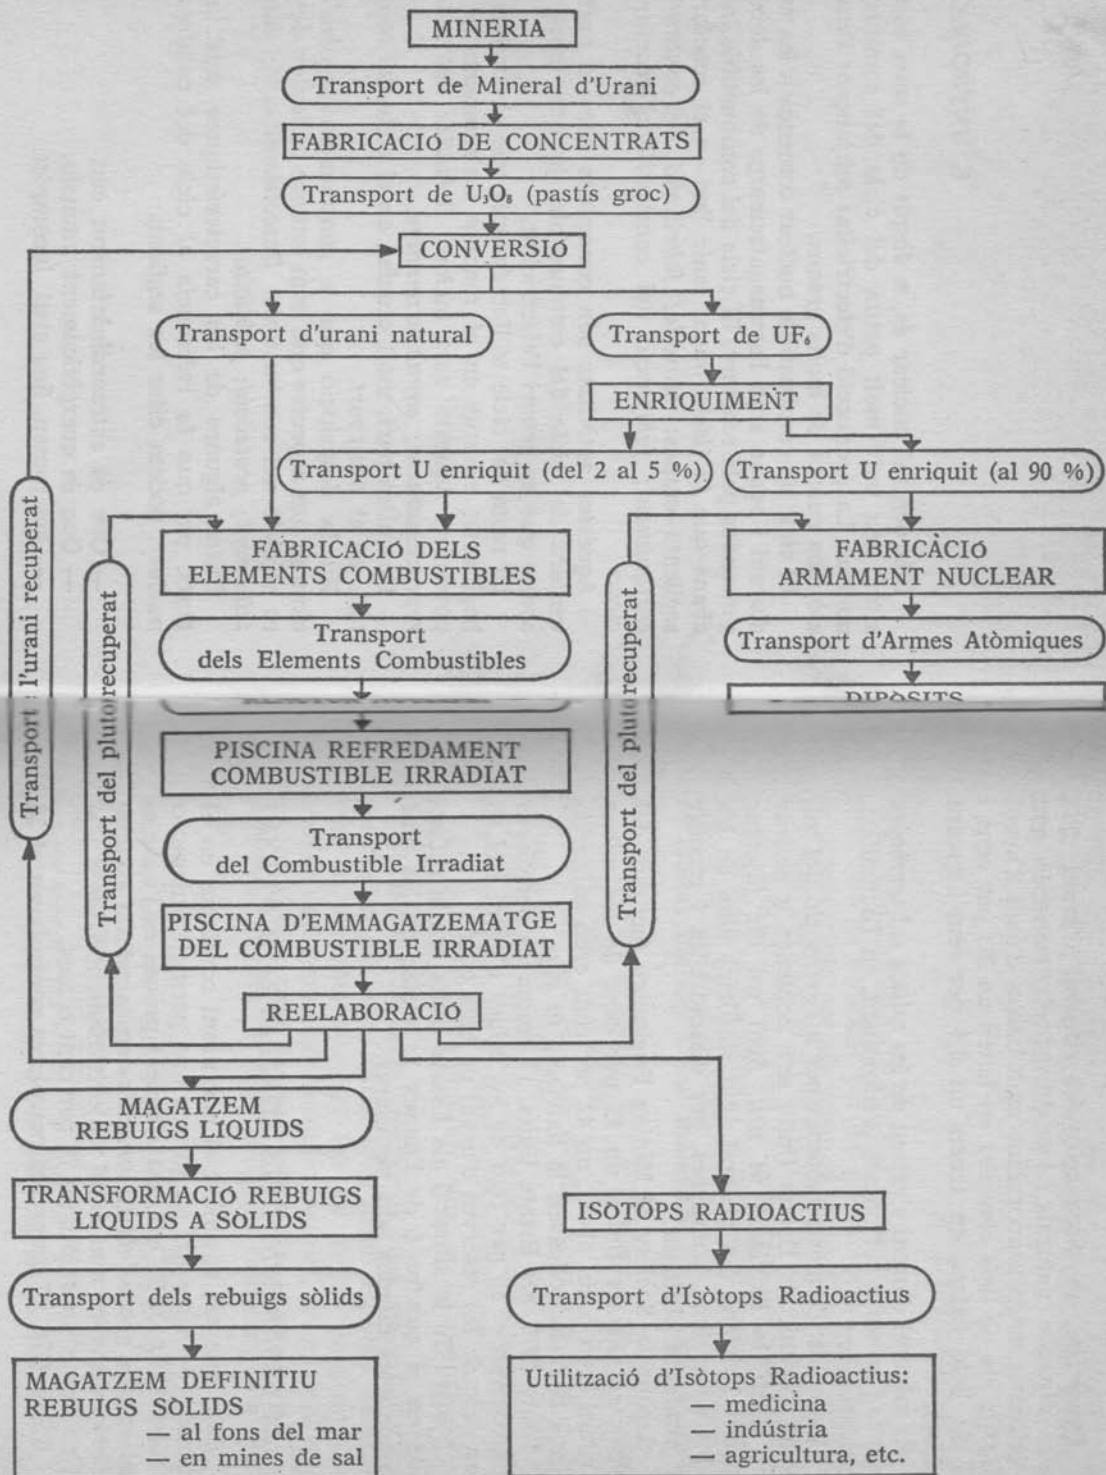 MINERIA
Transport de Mineral d'Urani
FABRICACIÓ DE CONCENTRATS
Transport de U₃O₈ (pastís groc)
CONVERSIÓ
Transport d'urani natural
Transport de UF₆
ENRIQUIMENT
Transport U enriquit (del 2 al 5 %)
Transport U enriquit (al 90 %)
FABRICACIÓ DELS
ELEMENTS COMBUSTIBLES
FABRICÀCIÓ
ARMAMENT NUCLEAR
Transport
dels Elements Combustibles
Transport d'Armes Atòmiques
DIPÒSITS
Transport l'urani recuperat
Transport del pluto recuperat
Transport del pluto recuperat
PISCINA REFREDAMENT
COMBUSTIBLE IRRADIAT
Transport
del Combustible Irradiat
PISCINA D'EMMAGATZEMATGE
DEL COMBUSTIBLE IRRADIAT
REELABORACIÓ
MAGATZEM
REBUIGS LÍQUIDS
TRANSFORMACIÓ REBUIGS
LÍQUIDS A SÒLIDS
Transport dels rebuigs sòlids
MAGATZEM DEFINITIU
REBUIGS SÒLIDS
— al fons del mar
— en mines de sal
ISÒTOPS RADIOACTIUS
Transport d'Isòtops Radioactius
Utilització d'Isòtops Radioactius:
— medicina
— indústria
— agricultura, etc.